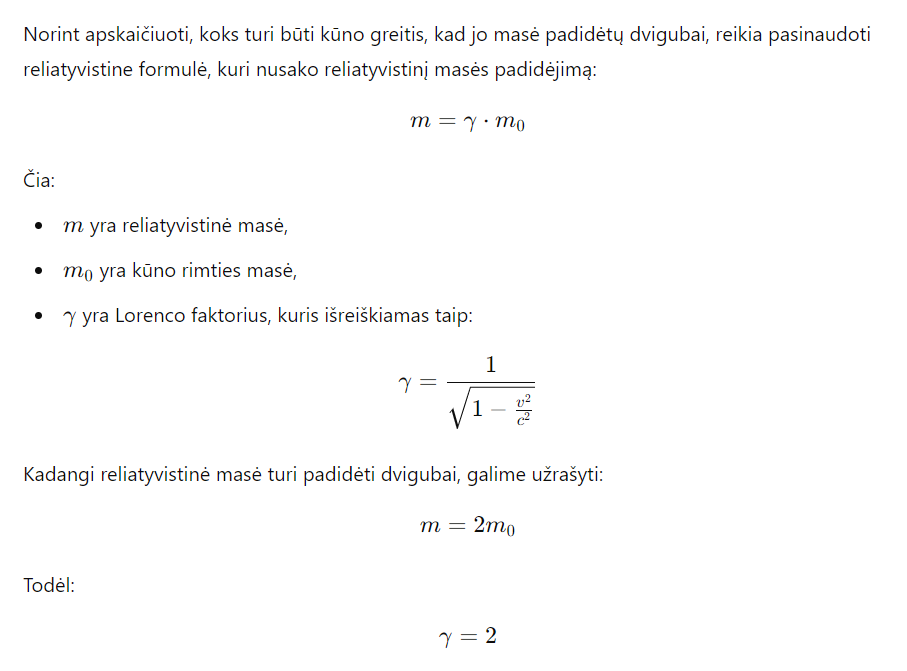 Norint apskaičiuoti, koks turi būti kūno greitis, kad jo masė padidėtų dvigubai, reikia pasinaudoti
reliatyvistine formulė, kuri nusako reliatyvistinį masės padidėjimą:
m = γ · m₀
Čia:
• m yra reliatyvistinė masė,
• m₀ yra kūno rimties masė,
• γ yra Lorenco faktorius, kuris išreiškiamas taip:
γ = 1 / √(1 − v²/c²)
Kadangi reliatyvistinė masė turi padidėti dvigubai, galime užrašyti:
m = 2m₀
Todėl:
γ = 2